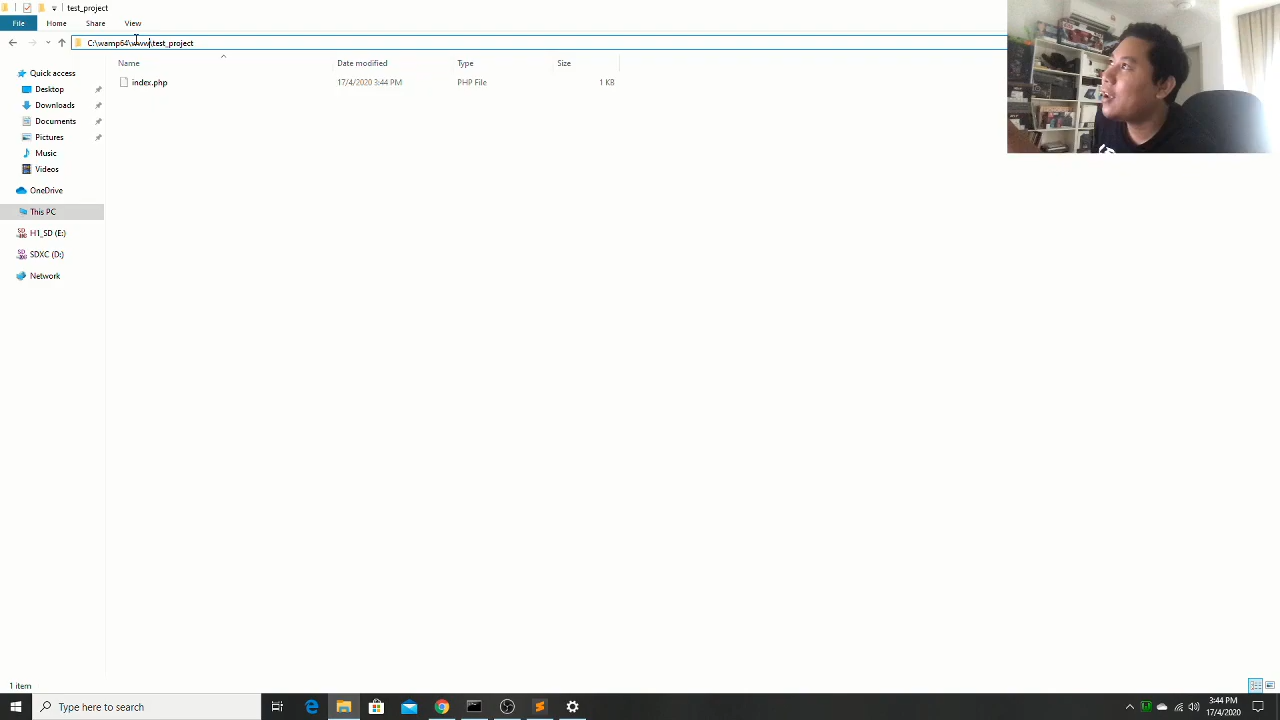 test_project
File Home Share View
C:\wamp64\www\test_project
Name Date modified Type Size
index.php 17/4/2020 3:44 PM PHP File 1 KB
Quick access
Desktop
Downloads
Documents
Pictures
Music
Videos
OneDrive
This PC
H1_SD (E:)
SDXC (D:)
Network
1 item
Type here to search
3:44 PM
17/4/2020